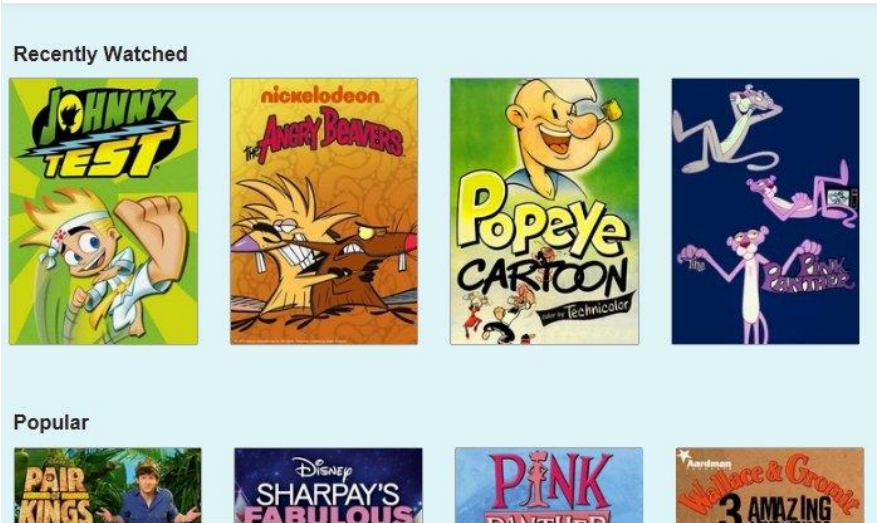 Recently Watched
JOHNNY
TEST
nickelodeon
THE ANGRY BEAVERS
POPEYE
CARTOON
color by Technicolor
THE PINK
PANTHER
Popular
PAIR
KINGS
DISNEY
SHARPAY'S
FABULOUS
PINK
PANTHER
Aardman
Wallace & Gromit
3 AMAZING